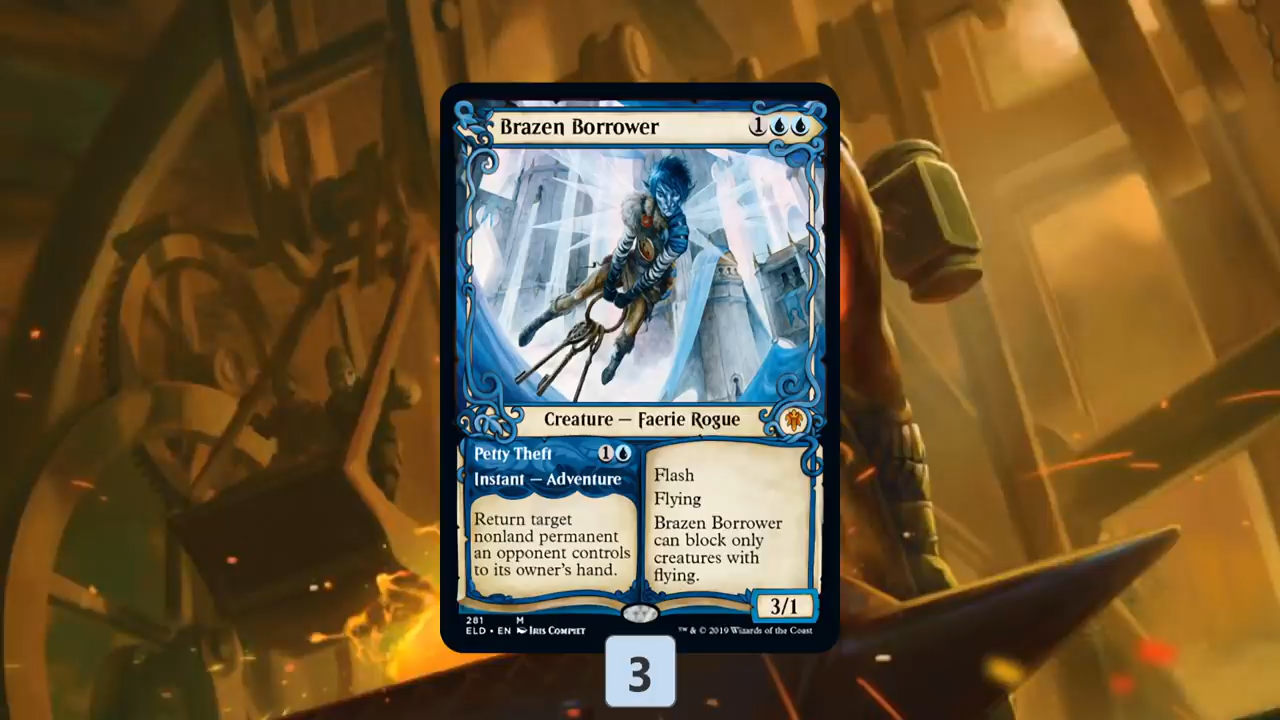 Brazen Borrower 1
Creature — Faerie Rogue
Petty Theft 1
Instant — Adventure
Return target
nonland permanent
an opponent controls
to its owner's hand.
Flash
Flying
Brazen Borrower
can block only
creatures with
flying.
3/1
281 M
ELD • EN Iris Compiet
™ & © 2019 Wizards of the Coast
3